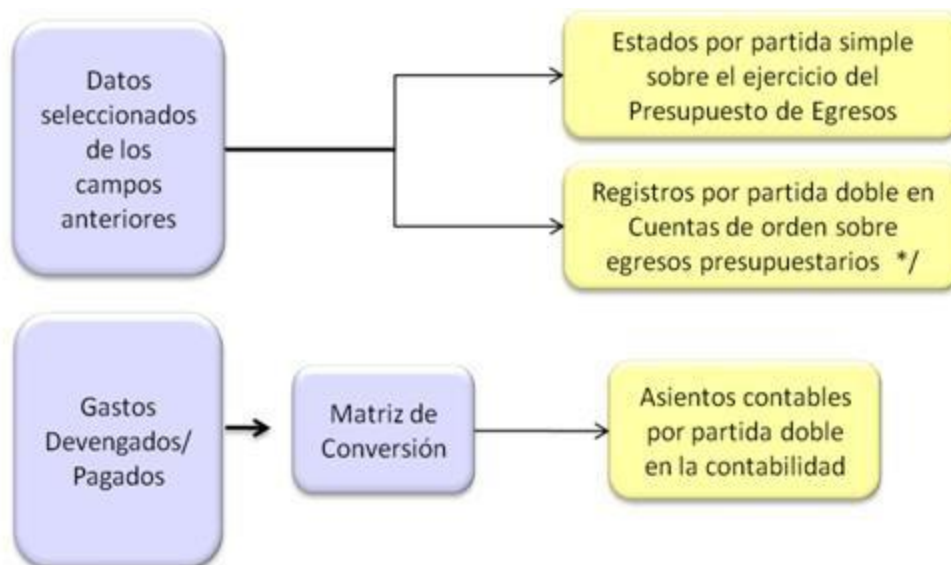 Datos
seleccionados
de los
campos
anteriores
Estados por partida simple
sobre el ejercicio del
Presupuesto de Egresos
Registros por partida doble en
Cuentas de orden sobre
egresos presupuestarios */
Gastos
Devengados/
Pagados
Matriz de
Conversión
Asientos contables
por partida doble
en la contabilidad